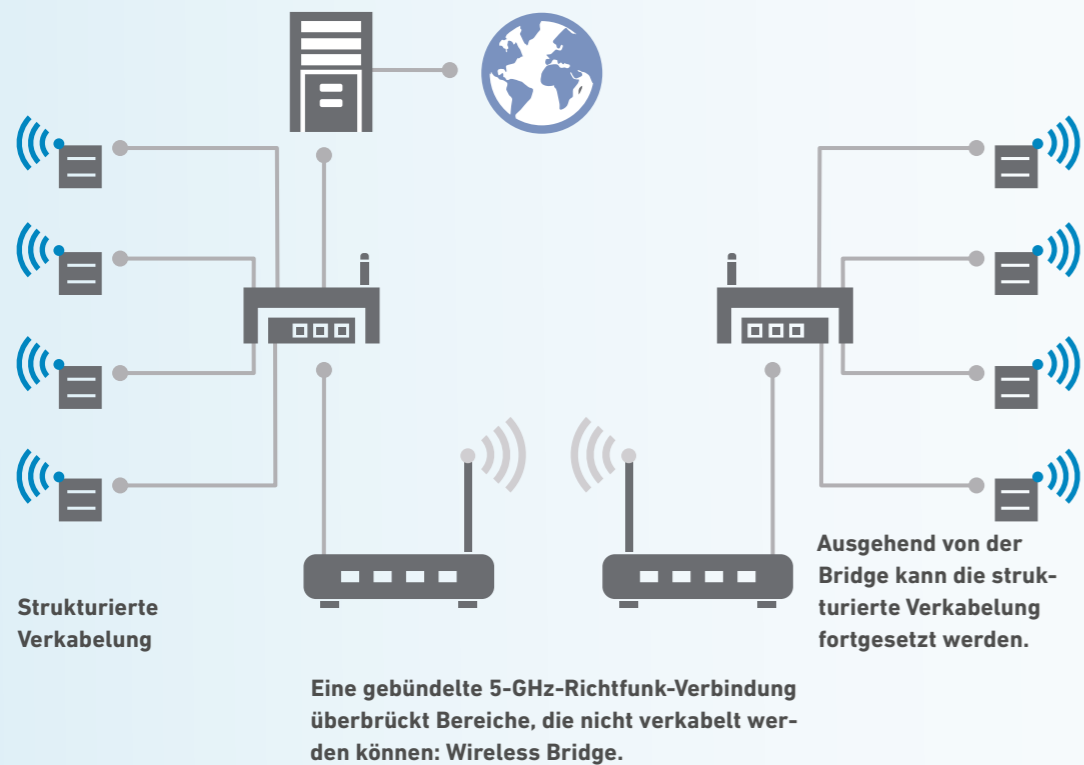 Strukturierte
Verkabelung
Eine gebündelte 5-GHz-Richtfunk-Verbindung
überbrückt Bereiche, die nicht verkabelt wer-
den können: Wireless Bridge.
Ausgehend von der
Bridge kann die struk-
turierte Verkabelung
fortgesetzt werden.